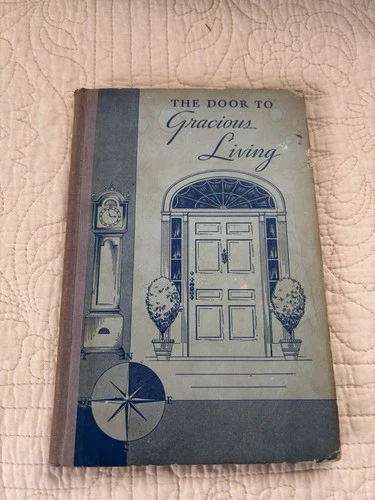 THE DOOR TO
Gracious
Living
N
E